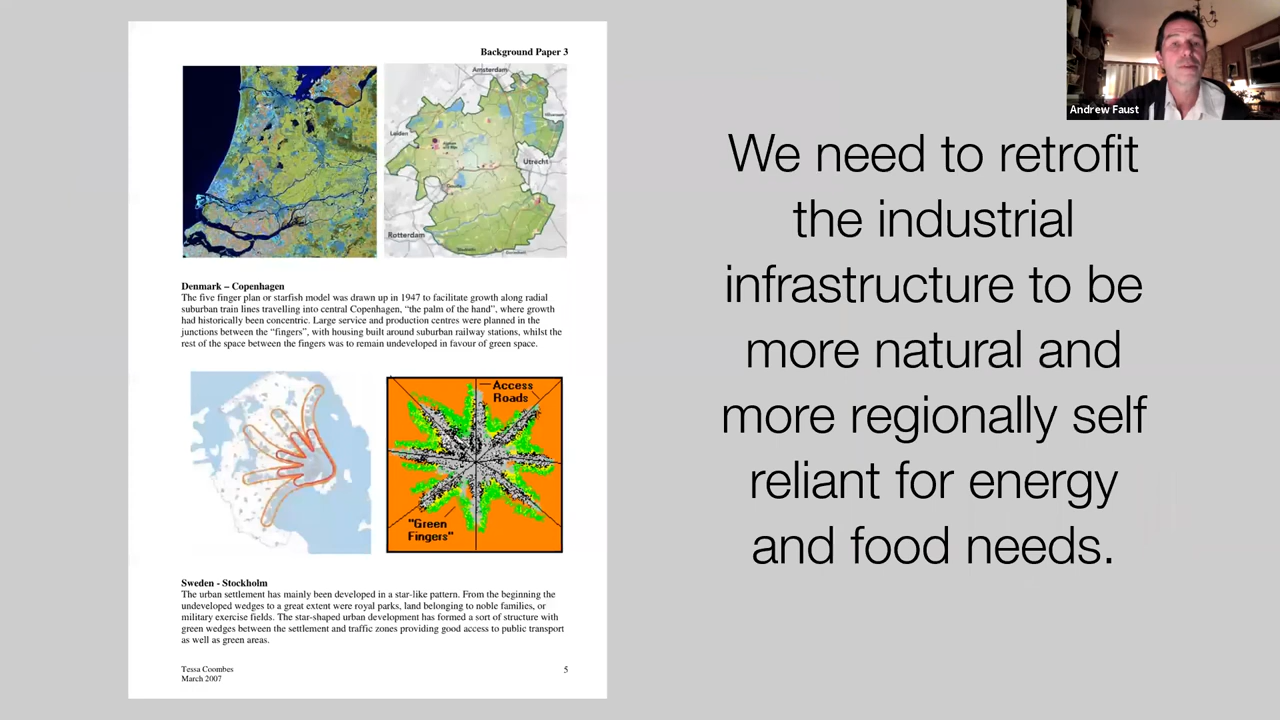 Background Paper 3
Amsterdam
Leiden
Utrecht
Rotterdam
Denmark – Copenhagen
The five finger plan or starfish model was drawn up in 1947 to facilitate growth along radial
suburban train lines travelling into central Copenhagen, “the palm of the hand”, where growth
had historically been concentric. Large service and production centres were planned in the
junctions between the “fingers”, with housing built around suburban railway stations, whilst the
rest of the space between the fingers was to remain undeveloped in favour of green space.
Access
Roads
"Green
Fingers"
Sweden - Stockholm
The urban settlement has mainly been developed in a star-like pattern. From the beginning the
undeveloped wedges to a great extent were royal parks, land belonging to noble families, or
military exercise fields. The star-shaped urban development has formed a sort of structure with
green wedges between the settlement and traffic zones providing good access to public transport
as well as green areas.
Tessa Coombes
March 2007
5
Andrew Faust
We need to retrofit
the industrial
infrastructure to be
more natural and
more regionally self
reliant for energy
and food needs.